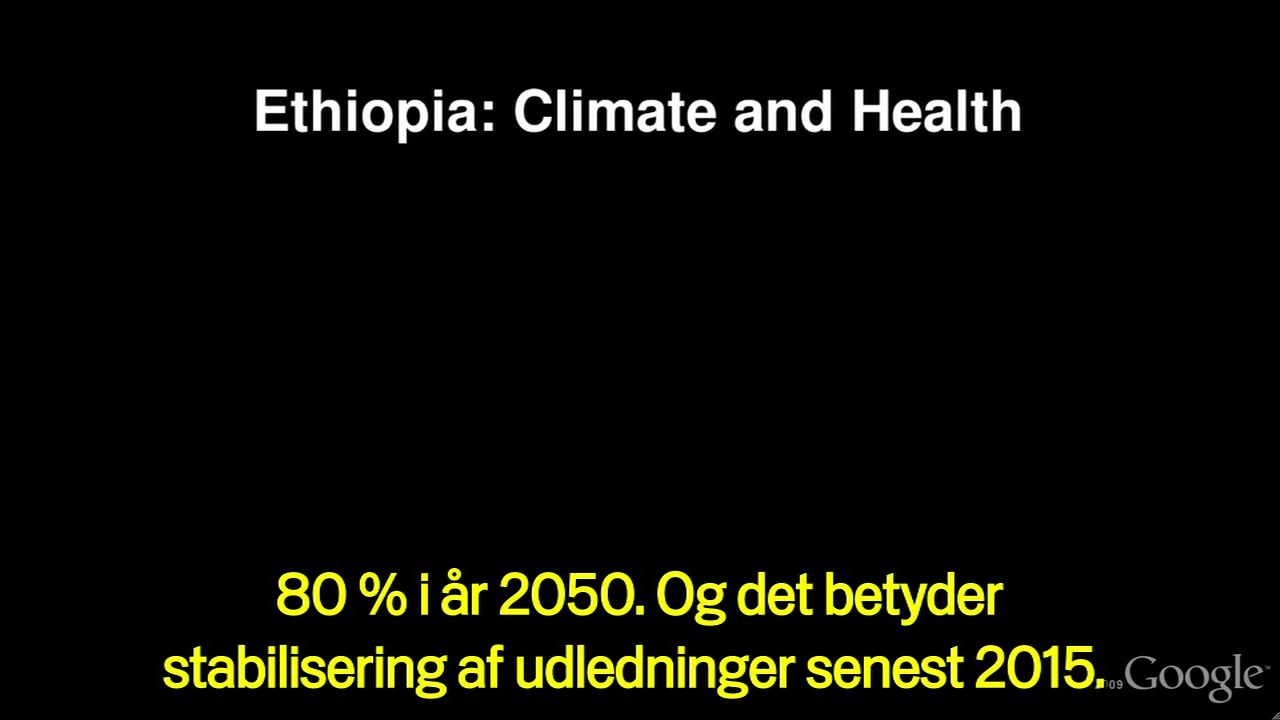 Ethiopia: Climate and Health
80 % i år 2050. Og det betyder
stabilisering af udledninger senest 2015.
Google